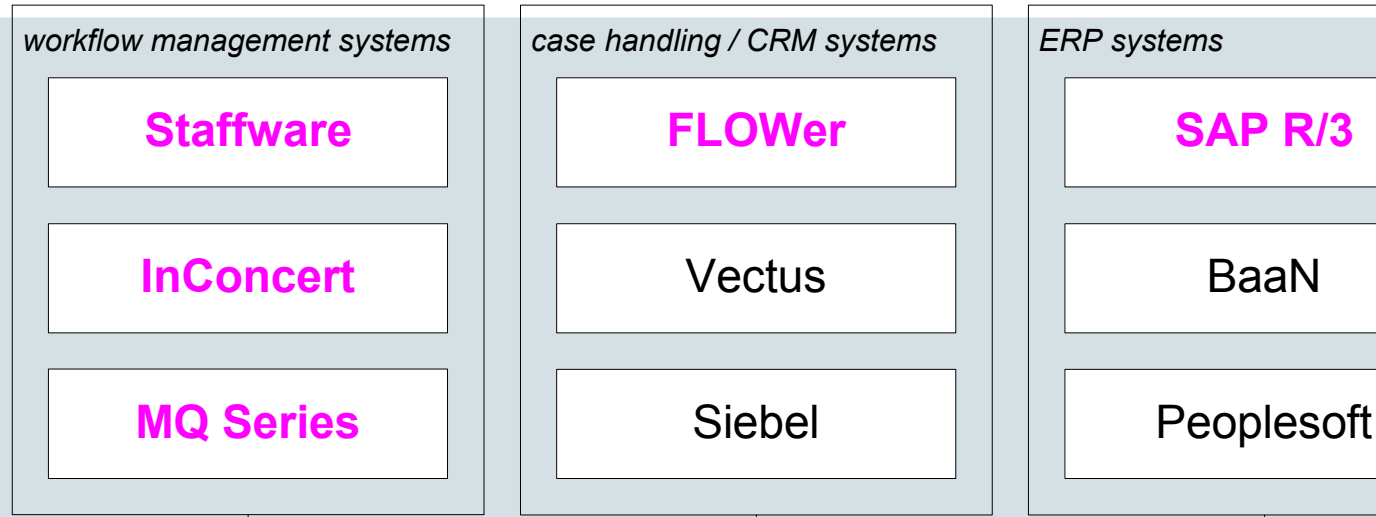 workflow management systems
Staffware
InConcert
MQ Series
case handling / CRM systems
FLOWer
Vectus
Siebel
ERP systems
SAP R/3
BaaN
Peoplesoft